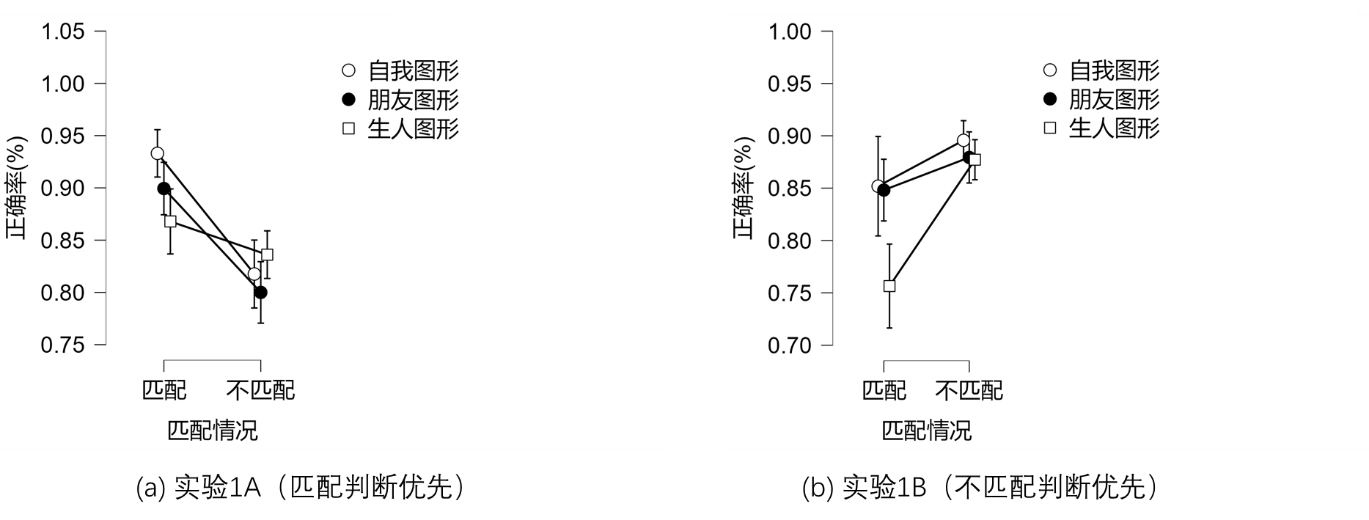 1.05
1.00
0.95
0.90
0.85
0.80
0.75
正确率(%)
自我图形
朋友图形
生人图形
匹配
不匹配
匹配情况
(a) 实验1A（匹配判断优先）
1.00
0.95
0.90
0.85
0.80
0.75
0.70
正确率(%)
自我图形
朋友图形
生人图形
匹配
不匹配
匹配情况
(b) 实验1B（不匹配判断优先）